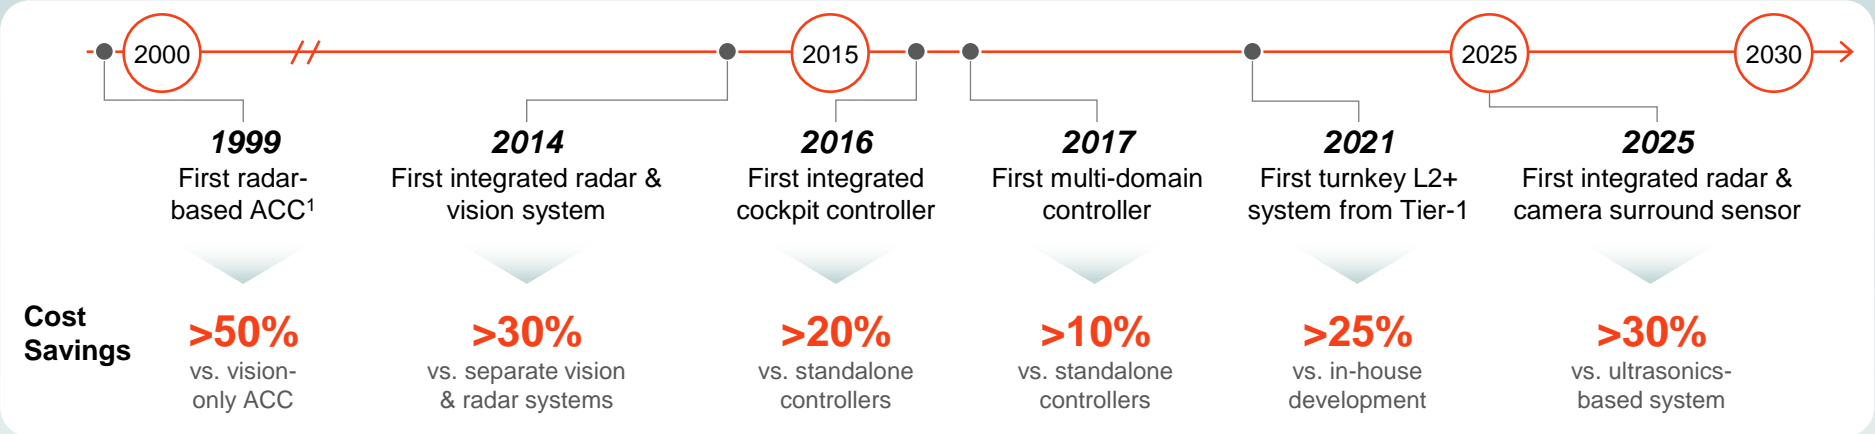 2000
2015
2025
2030
1999
First radar-
based ACC¹
2014
First integrated radar &
vision system
2016
First integrated
cockpit controller
2017
First multi-domain
controller
2021
First turnkey L2+
system from Tier-1
2025
First integrated radar &
camera surround sensor
Cost
Savings
>50%
vs. vision-
only ACC
>30%
vs. separate vision
& radar systems
>20%
vs. standalone
controllers
>10%
vs. standalone
controllers
>25%
vs. in-house
development
>30%
vs. ultrasonics-
based system